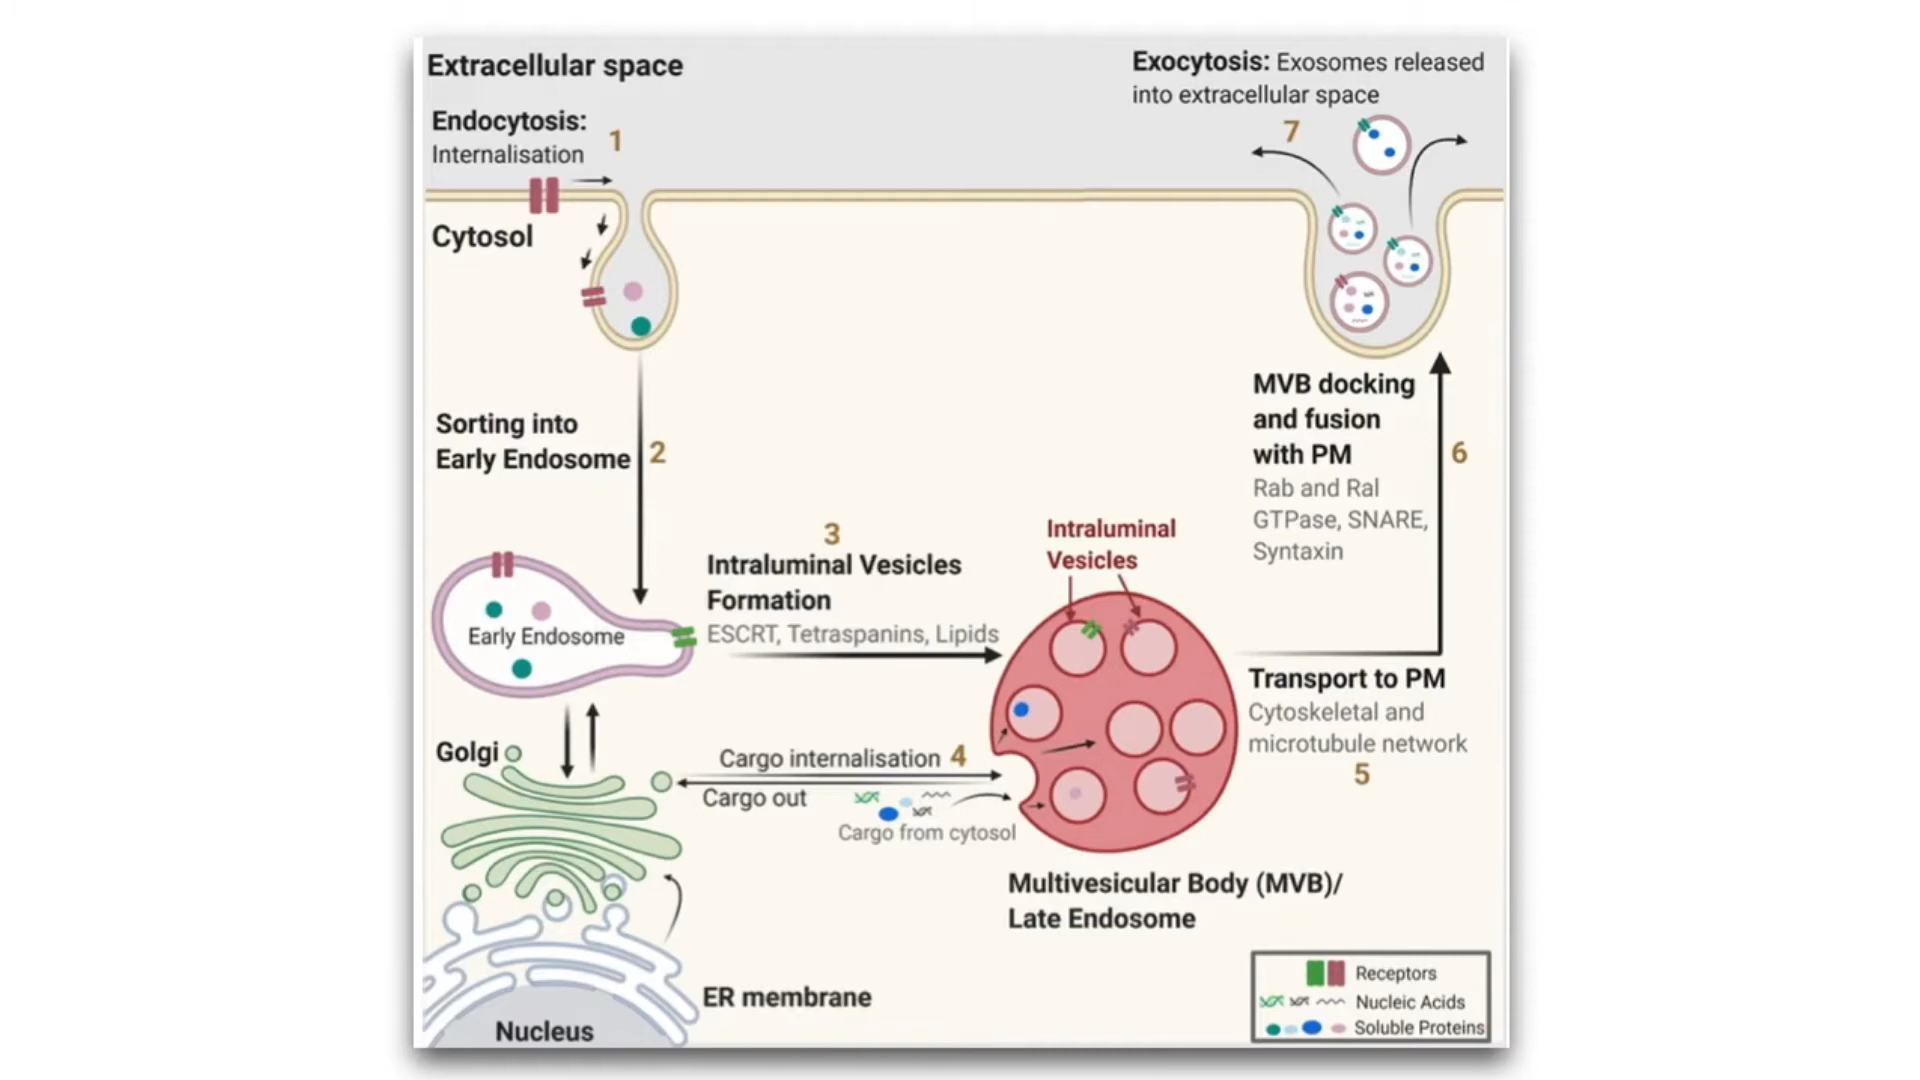 Extracellular space
Endocytosis:
Internalisation
1
Cytosol
Sorting into
Early Endosome
2
Early Endosome
3
Intraluminal Vesicles
Formation
ESCRT, Tetraspanins, Lipids
Golgi
Cargo internalisation 4
Cargo out
Cargo from cytosol
ER membrane
Nucleus
Intraluminal
Vesicles
Multivesicular Body (MVB)/
Late Endosome
Transport to PM
Cytoskeletal and
microtubule network
5
MVB docking
and fusion
with PM
Rab and Ral
GTPase, SNARE,
Syntaxin
6
Exocytosis: Exosomes released
into extracellular space
7
Receptors
Nucleic Acids
Soluble Proteins